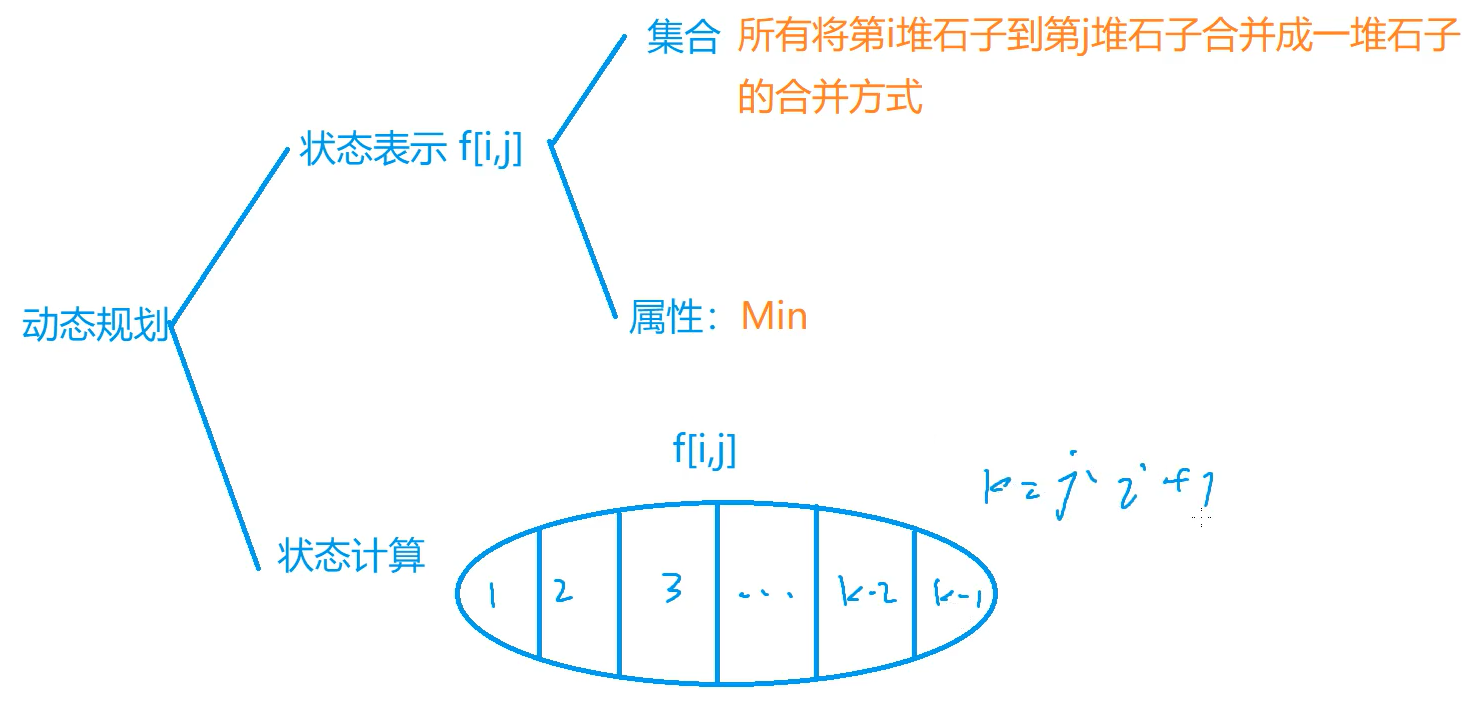 集合 所有将第i堆石子到第j堆石子合并成一堆石子
的合并方式
状态表示 f[i,j]
属性：Min
动态规划
f[i,j]
k = j - i + 1
状态计算
1 2 3 ... k-2 k-1